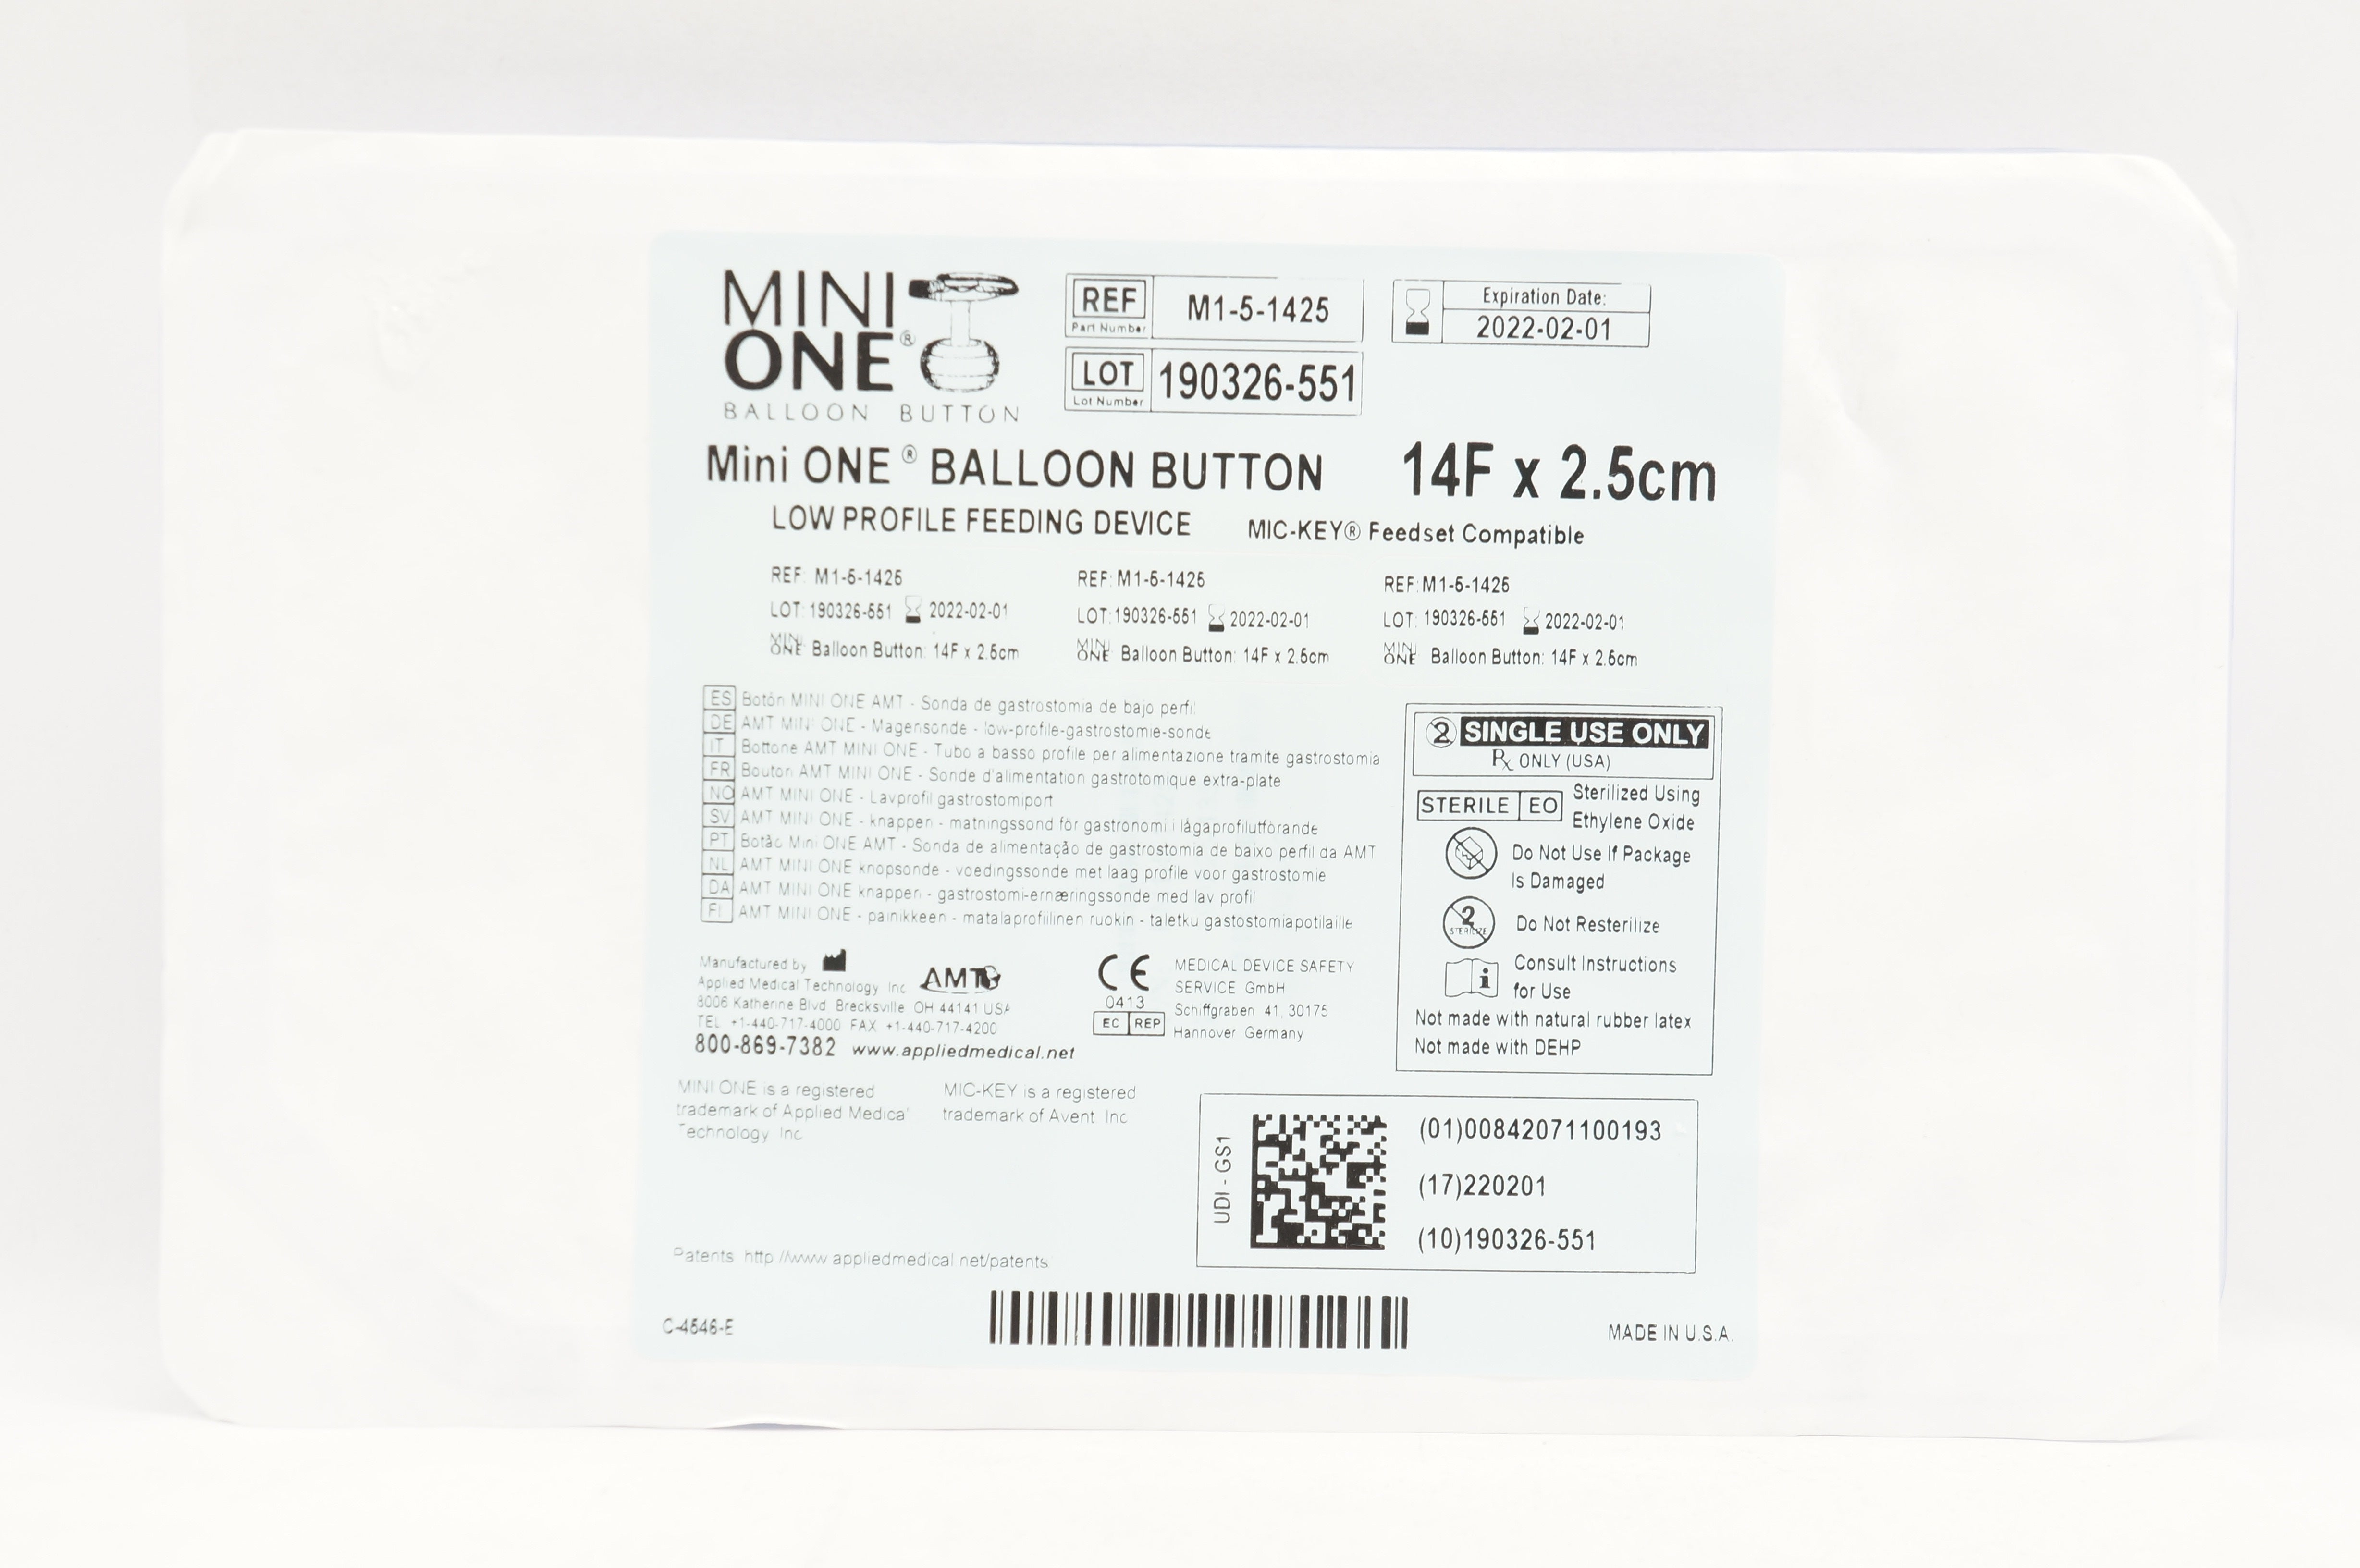 MINI
ONE®
BALLOON BUTTON
REF M1-5-1425
Part Number
LOT 190326-551
Lot Number
Expiration Date:
2022-02-01
Mini ONE® BALLOON BUTTON 14F x 2.5cm
LOW PROFILE FEEDING DEVICE MIC-KEY® Feedset Compatible
REF: M1-5-1425 REF: M1-5-1425 REF: M1-5-1425
LOT: 190326-551 2022-02-01 LOT: 190326-551 2022-02-01 LOT: 190326-551 2022-02-01
MINI ONE Balloon Button: 14F x 2.5cm MINI ONE Balloon Button: 14F x 2.5cm MINI ONE Balloon Button: 14F x 2.5cm
ES Botón MINI ONE AMT - Sonda de gastrostomia de bajo perfil
DE AMT MINI ONE - Magensonde - low-profile-gastrostomie-sonde
IT Bottone AMT MINI ONE - Tubo a basso profile per alimentazione tramite gastrostomia
FR Bouton AMT MINI ONE - Sonde d'alimentation gastrotomique extra-plate
NO AMT MINI ONE - Lavprofil gastrostomiport
SV AMT MINI ONE - knappen - matningssond för gastronomi i lågaprofilutförande
PT Botão Mini ONE AMT - Sonda de alimentação de gastrostomia de baixo perfil da AMT
NL AMT MINI ONE knopsonde - voedingssonde met laag profile voor gastrostomie
DA AMT MINI ONE knappen - gastrostomi-ernæringssonde med lav profil
FI AMT MINI ONE - painikkeen - matalaprofiilinen ruokin - taletku gastostomiapotilaille
2 SINGLE USE ONLY
Rx ONLY (USA)
STERILE EO Sterilized Using
Ethylene Oxide
Do Not Use If Package
Is Damaged
2 STERILIZE Do Not Resterilize
i Consult Instructions
for Use
Not made with natural rubber latex
Not made with DEHP
Manufactured by
Applied Medical Technology Inc AMT
8006 Katherine Blvd Brecksville OH 44141 USA
TEL +1-440-717-4000 FAX +1-440-717-4200
800-869-7382 www.appliedmedical.net
CE
0413
EC REP
MEDICAL DEVICE SAFETY
SERVICE GmbH
Schiffgraben 41, 30175
Hannover Germany
MINI ONE is a registered
trademark of Applied Medical
Technology Inc
MIC-KEY is a registered
trademark of Avent Inc
UDI - GS1
(01)00842071100193
(17)220201
(10)190326-551
Patents http://www appliedmedical net/patents
C-4546-E
MADE IN U.S.A.